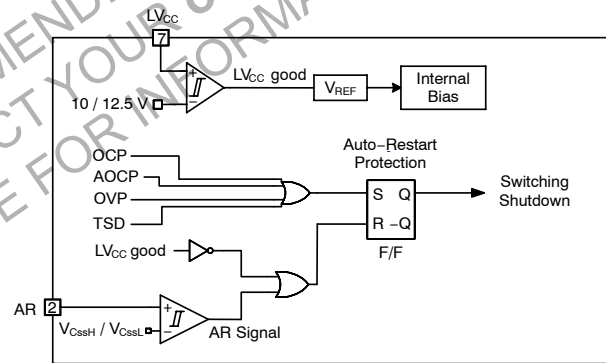 LVCC
7
LVCC good
10 / 12.5 V
VREF
Internal
Bias
Auto−Restart
Protection
OCP
AOCP
OVP
TSD
S Q
R −Q
F/F
Switching
Shutdown
LVCC good
AR 2
VCssH / VCssL
AR Signal